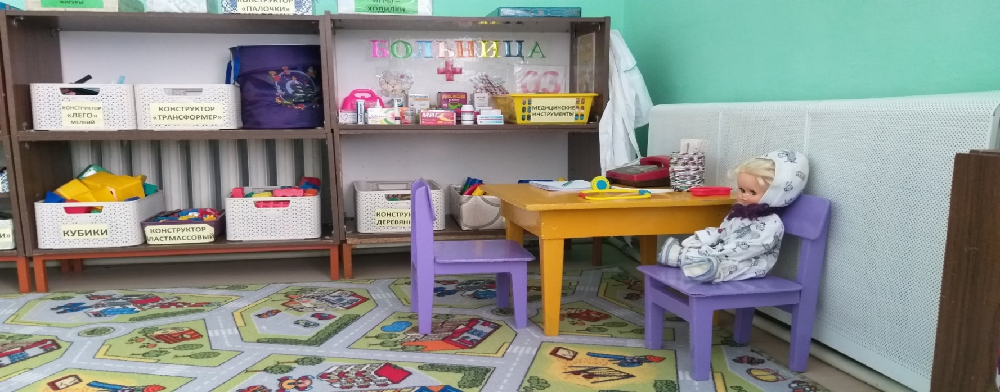 ФИГУРЫ
КОНСТРУКТОР
«ПАЛОЧКИ»
ИГРЫ –
ХОДИЛКИ
БОЛЬНИЦА
03
КОНСТРУКТОР
«ЛЕГО»
МЕЛКИЙ
КОНСТРУКТОР
«ТРАНСФОРМЕР»
МИГ
МЕДИЦИНСКИЕ
ИНСТРУМЕНТЫ
КУБИКИ
КОНСТРУКТОР
ПЛАСТМАССОВЫЙ
КОНСТРУК
ДЕРЕВЯНН